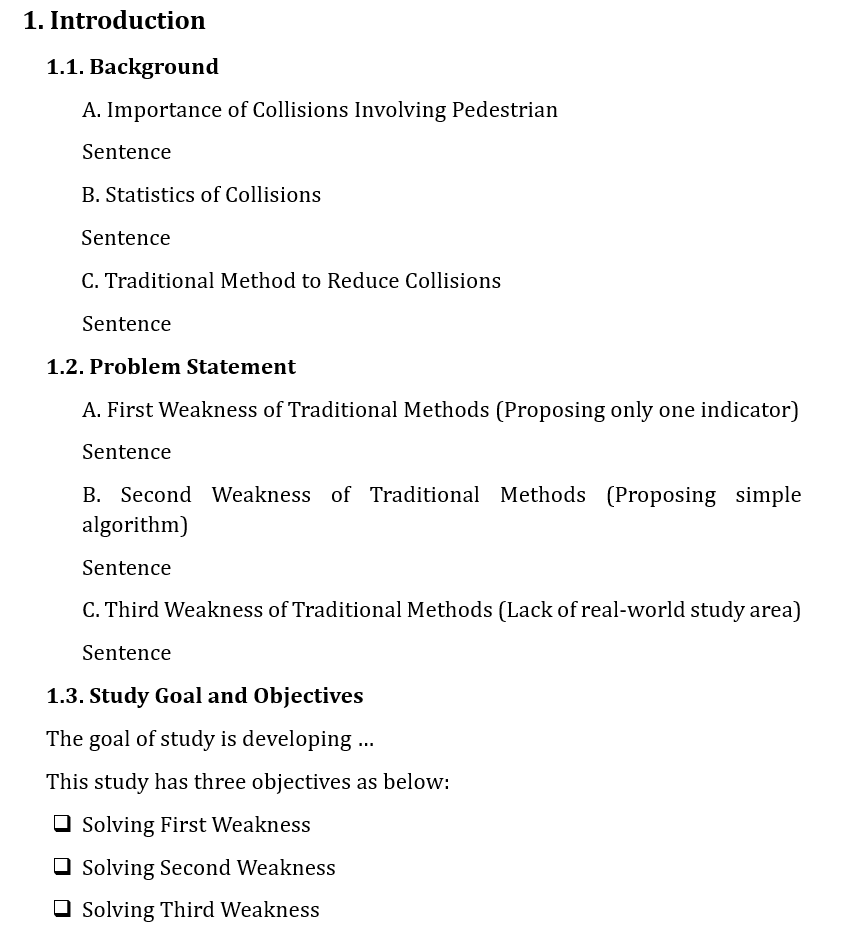 1. Introduction
1.1. Background
A. Importance of Collisions Involving Pedestrian
Sentence
B. Statistics of Collisions
Sentence
C. Traditional Method to Reduce Collisions
Sentence
1.2. Problem Statement
A. First Weakness of Traditional Methods (Proposing only one indicator)
Sentence
B. Second Weakness of Traditional Methods (Proposing simple
algorithm)
Sentence
C. Third Weakness of Traditional Methods (Lack of real-world study area)
Sentence
1.3. Study Goal and Objectives
The goal of study is developing ...
This study has three objectives as below:
❑ Solving First Weakness
❑ Solving Second Weakness
❑ Solving Third Weakness